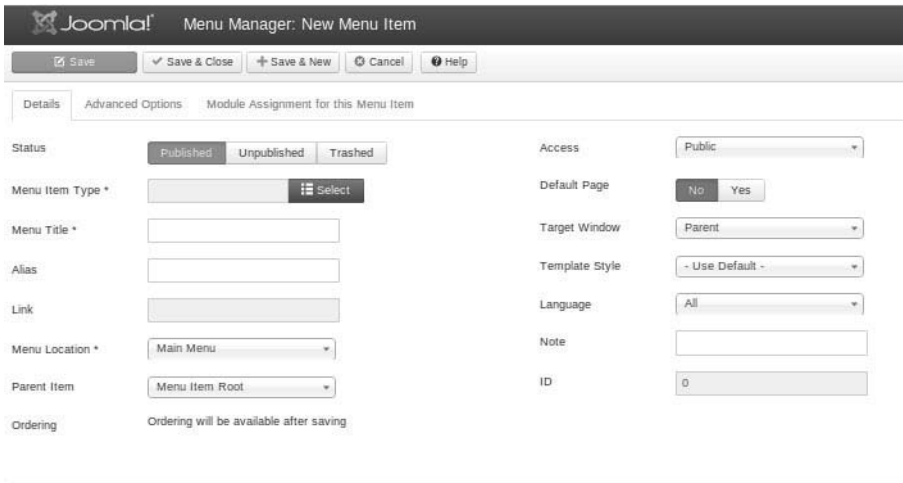 Joomla! Menu Manager: New Menu Item
Save Save & Close Save & New Cancel Help
Details Advanced Options Module Assignment for this Menu Item
Status Published Unpublished Trashed
Menu Item Type * Select
Menu Title *
Alias
Link
Menu Location * Main Menu
Parent Item Menu Item Root
Ordering Ordering will be available after saving
Access Public
Default Page No Yes
Target Window Parent
Template Style - Use Default -
Language All
Note
ID 0